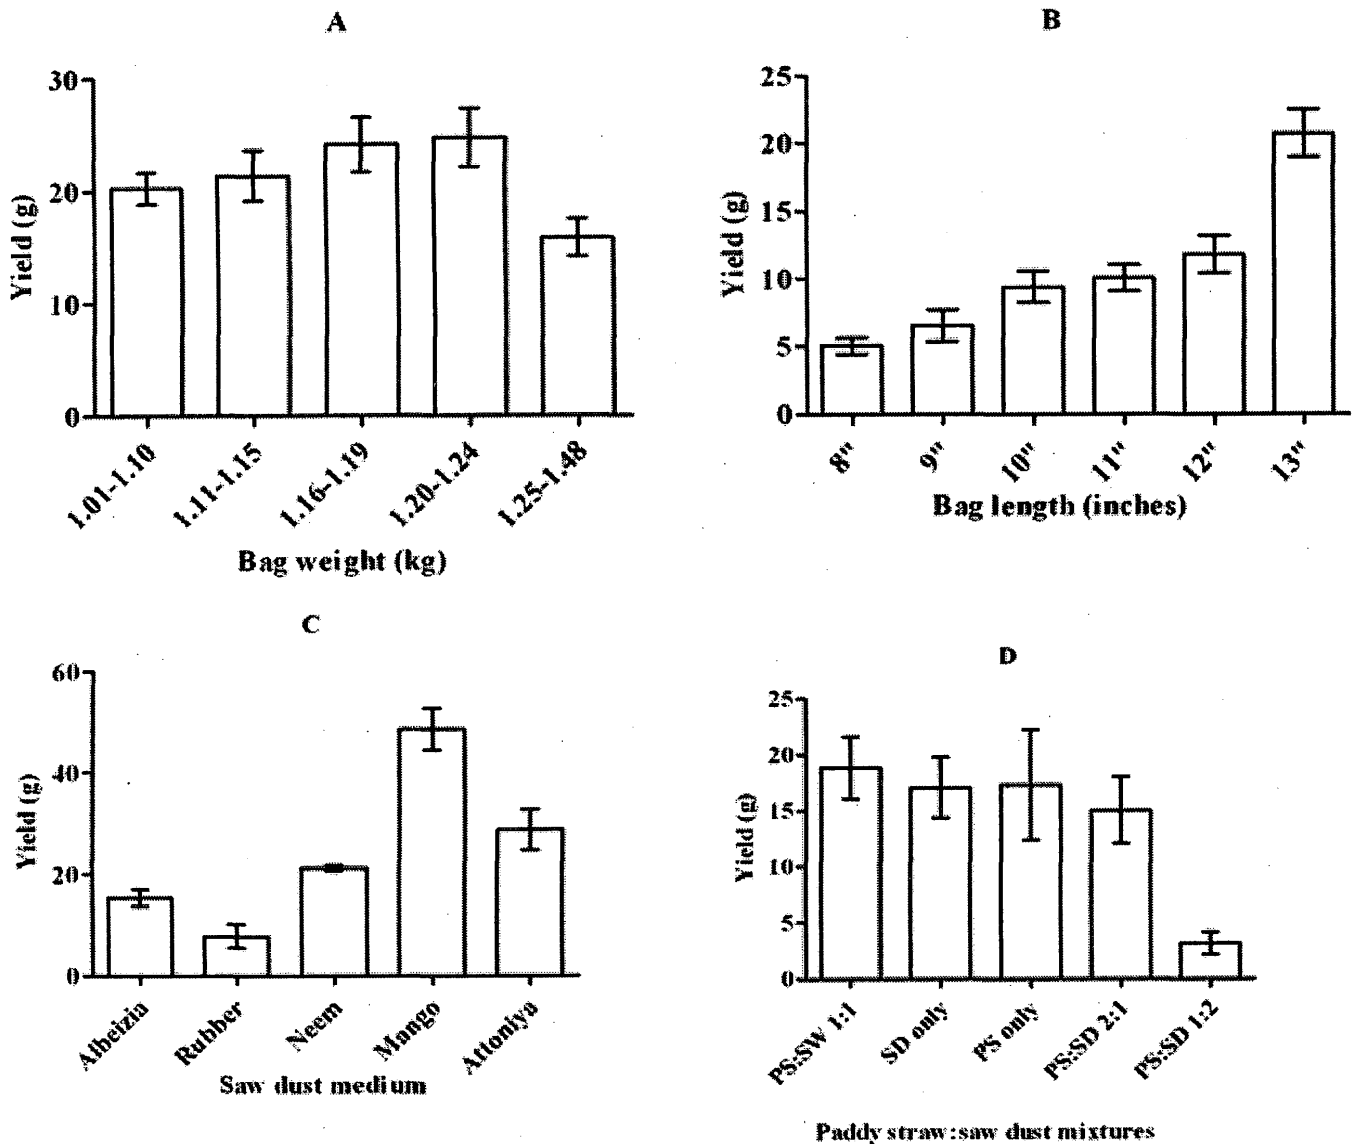 A
30
20
10
0
Yield (g)
1.01-1.10
1.11-1.15
1.16-1.19
1.20-1.24
1.25-1.48
Bag weight (kg)
B
25
20
15
10
5
0
Yield (g)
8"
9"
10"
11"
12"
13"
Bag length (inches)
C
60
40
20
0
Yield (g)
Albeizia
Rubber
Neem
Mango
Attoniya
Saw dust medium
D
25
20
15
10
5
0
Yield (g)
PS:SW 1:1
SD only
PS only
PS:SD 2:1
PS:SD 1:2
Paddy straw:saw dust mixtures